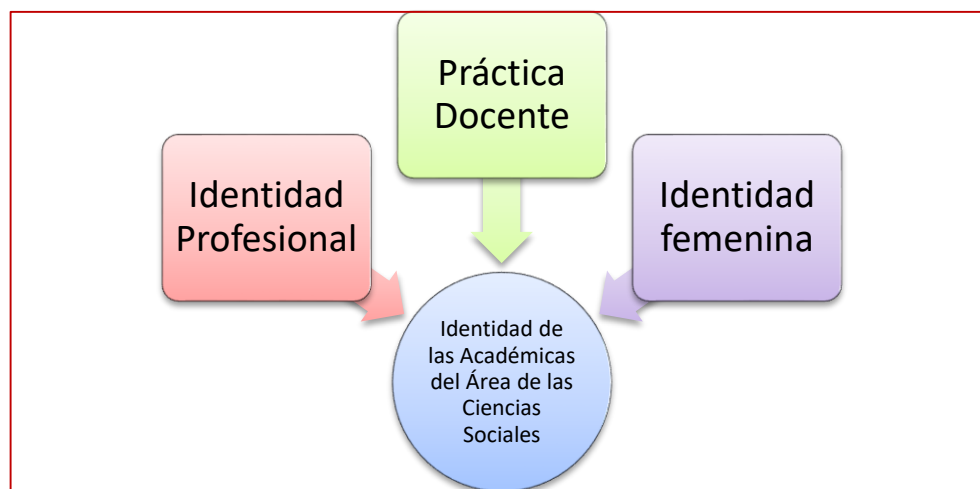 Práctica
Docente
Identidad
Profesional
Identidad
femenina
Identidad de
las Académicas
del Área de las
Ciencias
Sociales